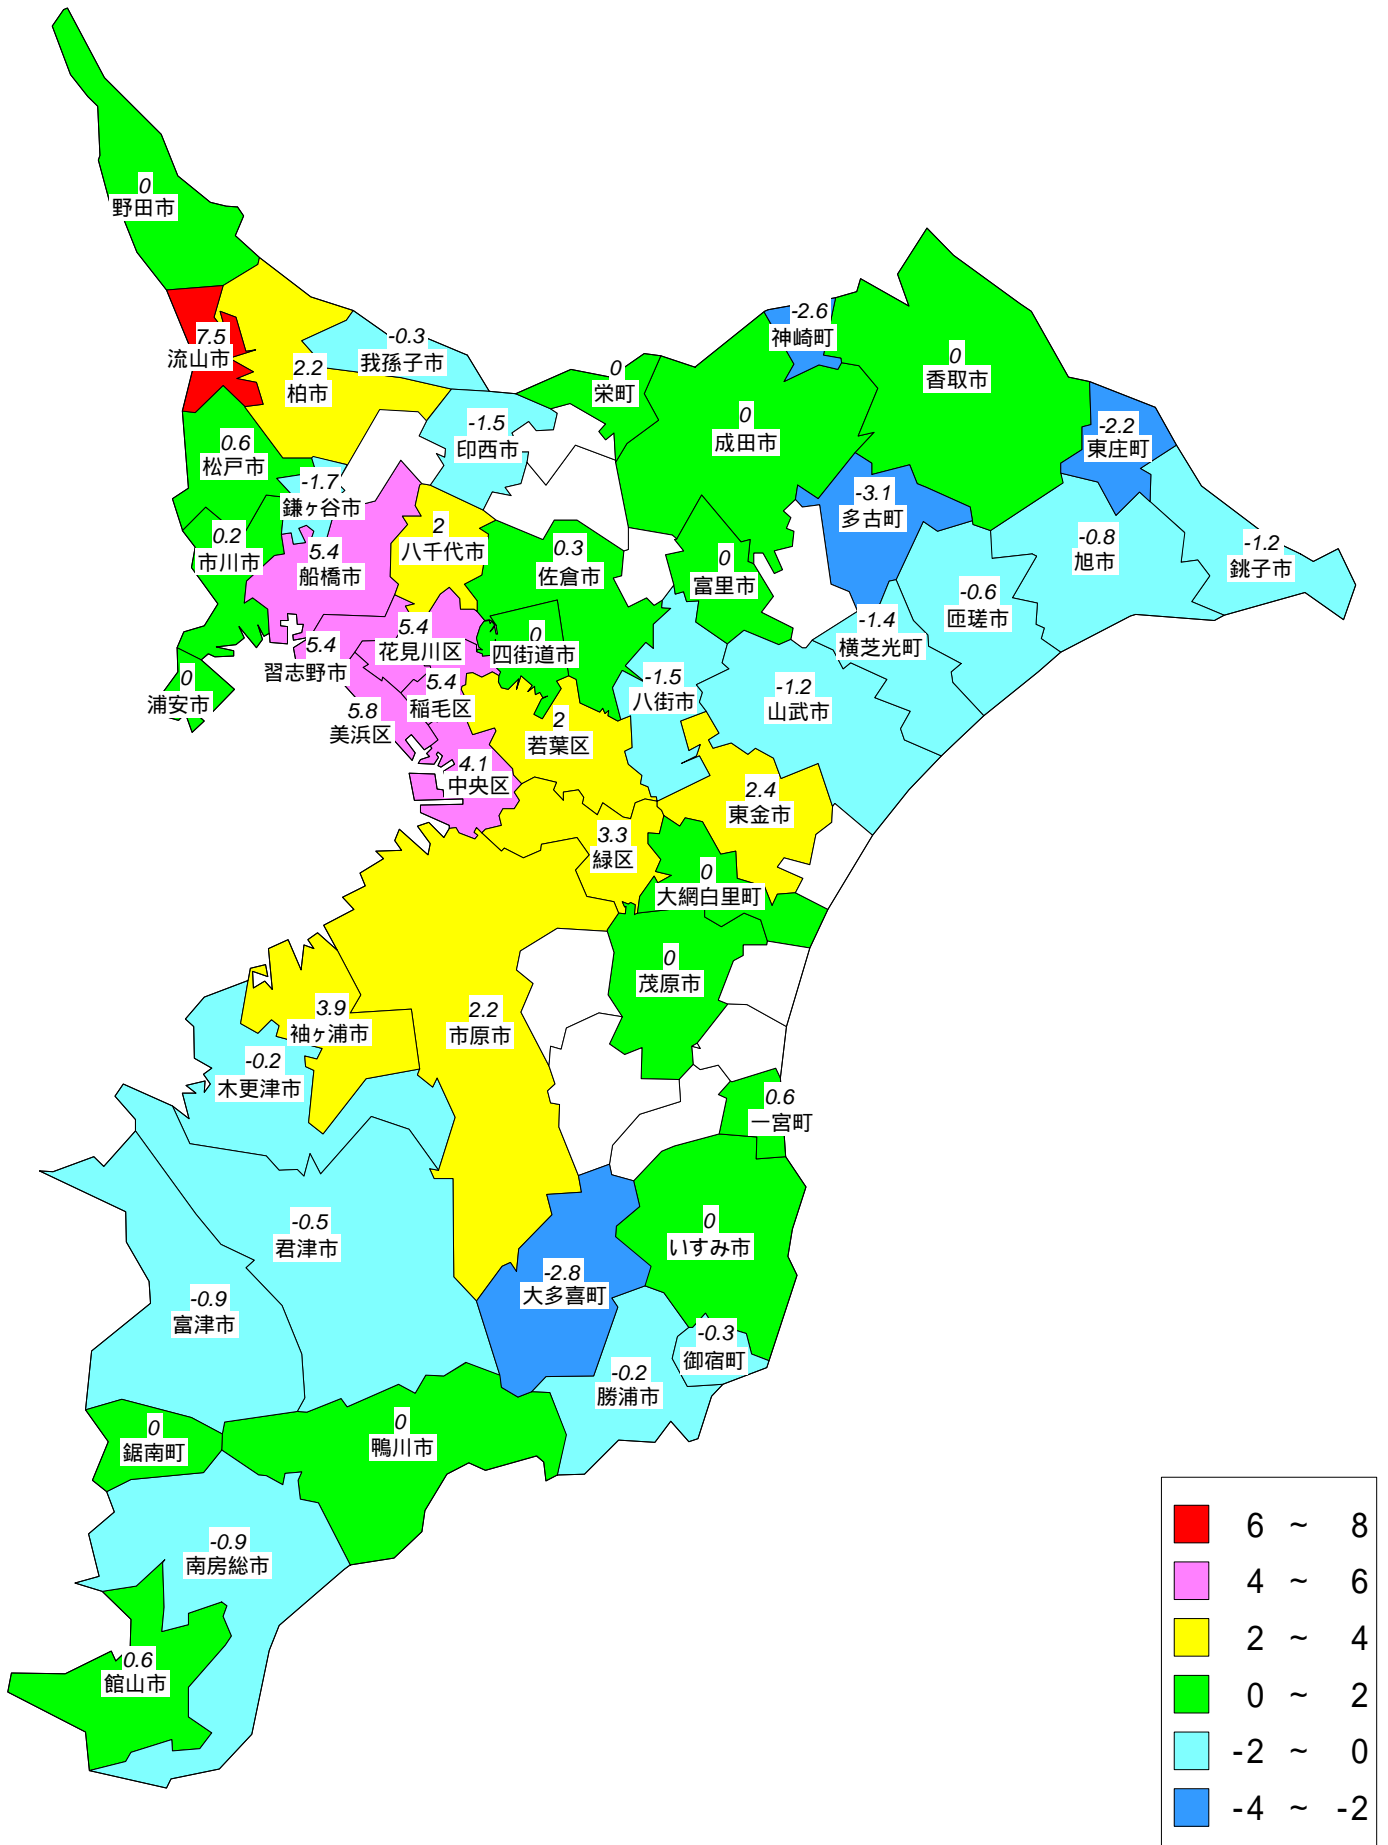 0
野田市
7.5
流山市
2.2
柏市
-0.3
我孫子市
0
栄町
-2.6
神崎町
0
香取市
-1.5
印西市
0
成田市
-2.2
東庄町
0.6
松戸市
-1.7
鎌ヶ谷市
-3.1
多古町
0.2
市川市
5.4
船橋市
2
八千代市
0.3
佐倉市
0
富里市
-0.8
旭市
-1.2
銚子市
-0.6
匝瑳市
-1.4
横芝光町
5.4
習志野市
5.4
花見川区
0
四街道市
0
浦安市
5.4
稲毛区
-1.5
八街市
-1.2
山武市
5.8
美浜区
2
若葉区
4.1
中央区
2.4
東金市
3.3
緑区
0
大網白里町
0
茂原市
3.9
袖ヶ浦市
2.2
市原市
-0.2
木更津市
0.6
一宮町
-0.5
君津市
0
いすみ市
-2.8
大多喜町
-0.9
富津市
-0.3
御宿町
-0.2
勝浦市
0
鋸南町
0
鴨川市
-0.9
南房総市
0.6
館山市
6 ~ 8
4 ~ 6
2 ~ 4
0 ~ 2
-2 ~ 0
-4 ~ -2